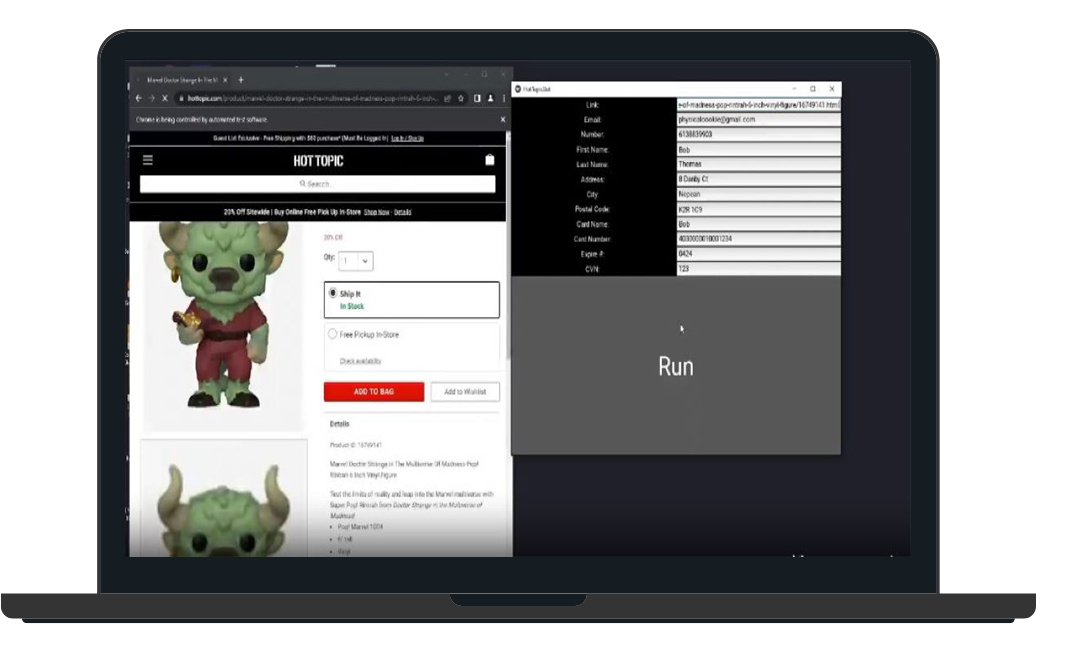 Marvel Doctor Strange In The M
hottopic.com/product/marvel-doctor-strange-in-the-multiverse-of-madness-pop-rintrah-6-inch-...
Chrome is being controlled by automated test software.
Guest List Exclusive - Free Shipping with $60 purchase* (Must Be Logged In) Log In / Sign Up
HOT TOPIC
Search
20% Off Sitewide | Buy Online Free Pick Up In-Store Shop Now - Details
20% Off
Qty: 1
Ship It
In Stock
Free Pickup In-Store
Check availability
ADD TO BAG
Add to Wishlist
Details
Product ID: 16749141
Marvel Doctor Strange In The Multiverse Of Madness Pop!
Rintrah 6 Inch Vinyl Figure
Test the limits of reality and leap into the Marvel multiverse with
Super Pop! Rintrah from Doctor Strange in the Multiverse of
Madness!
Pop! Marvel 1004
Vinyl
HotTopicBot
Link: e-of-madness-pop-rintrah-6-inch-vinyl-figure/16749141.html
Email: physicalcookie@gmail.com
Number: 6138839903
First Name: Bob
Last Name: Thomas
Address: 8 Danby Ct
City: Nepean
Postal Code: K2R 1C9
Card Name: Bob
Card Number: 4030000010001234
Expire #: 0424
CVN: 123
Run